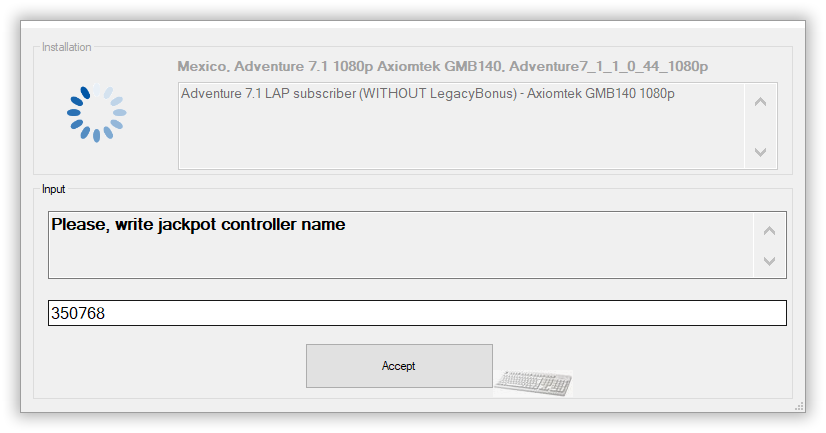 Installation
Mexico, Adventure 7.1 1080p Axiomtek GMB140, Adventure7_1_1_0_44_1080p
Adventure 7.1 LAP subscriber (WITHOUT LegacyBonus) - Axiomtek GMB140 1080p
Input
Please, write jackpot controller name
350768
Accept